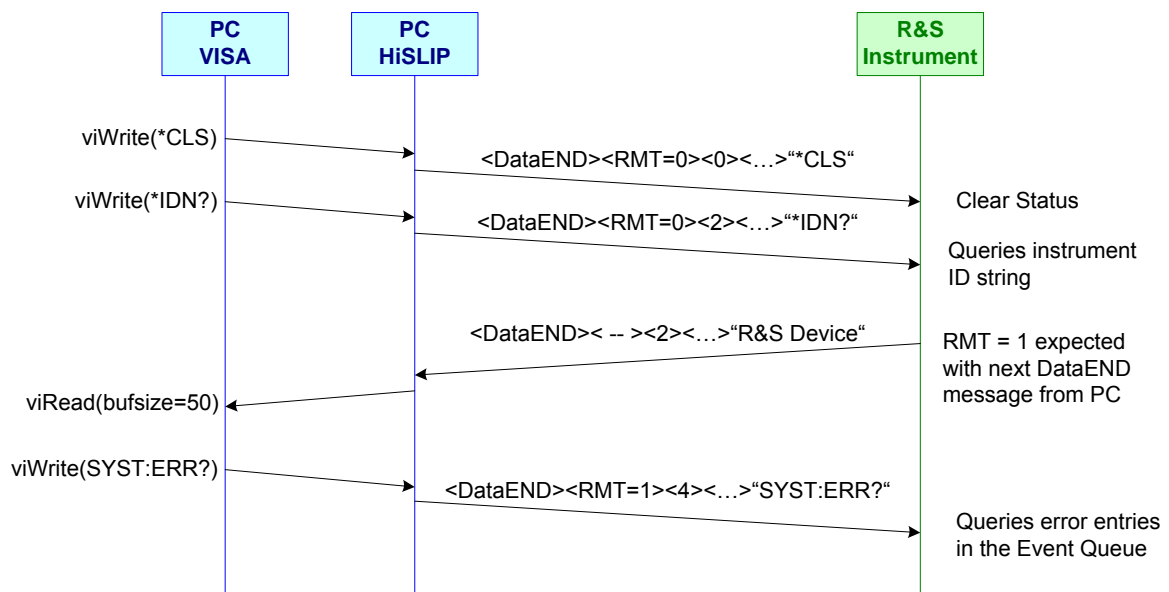 PC
VISA
PC
HiSLIP
R&S
Instrument
viWrite(*CLS)
<DataEND><RMT=0><0><…>“*CLS“
Clear Status
viWrite(*IDN?)
<DataEND><RMT=0><2><…>“*IDN?“
Queries instrument
ID string
<DataEND>< -- ><2><…>“R&S Device“
RMT = 1 expected
with next DataEND
message from PC
viRead(bufsize=50)
viWrite(SYST:ERR?)
<DataEND><RMT=1><4><…>“SYST:ERR?“
Queries error entries
in the Event Queue